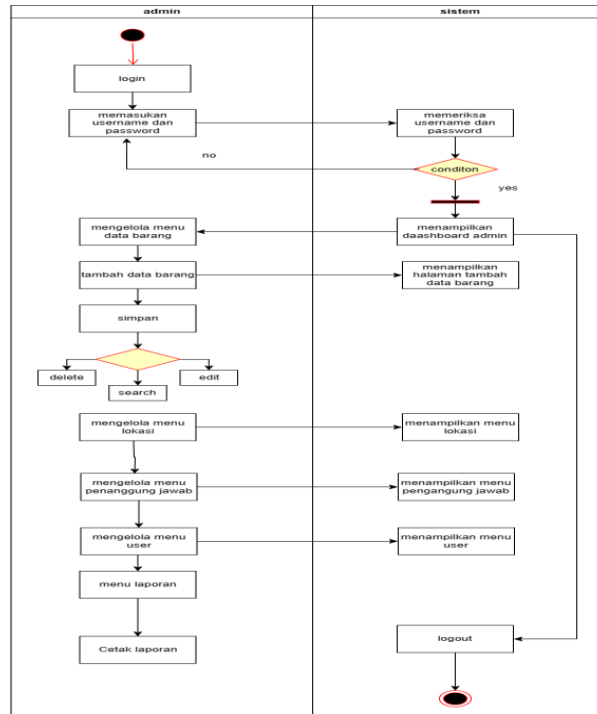 admin
sistem
login
memasukan
username dan
password
memeriksa
username dan
password
no
conditon
yes
mengelola menu
data barang
menampilkan
daashboard admin
tambah data barang
menampilkan
halaman tambah
data barang
simpan
delete
edit
search
mengelola menu
lokasi
menampilkan menu
lokasi
mengelola menu
penanggung jawab
menampilkan menu
pengangung jawab
mengelola menu
user
menampilkan menu
user
menu laporan
Cetak laporan
logout